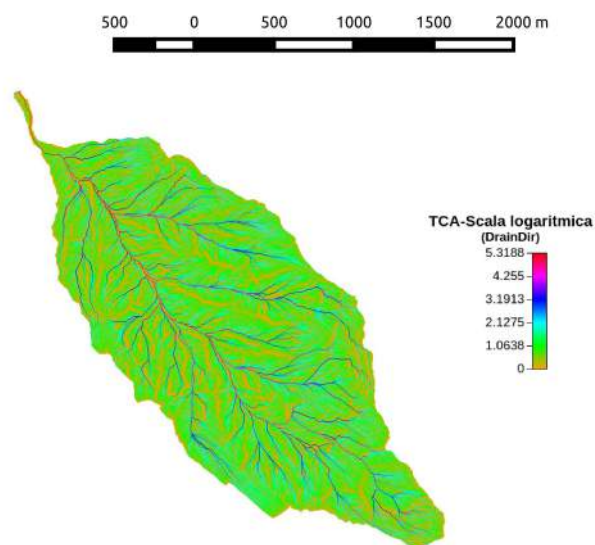 500 0 500 1000 1500 2000 m
TCA-Scala logaritmica
(DrainDir)
5.3188
4.255
3.1913
2.1275
1.0638
0